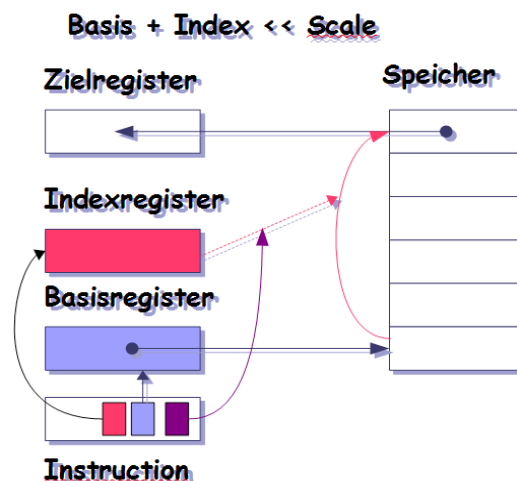 Basis + Index << Scale
Zielregister
Speicher
Indexregister
Basisregister
Instruction